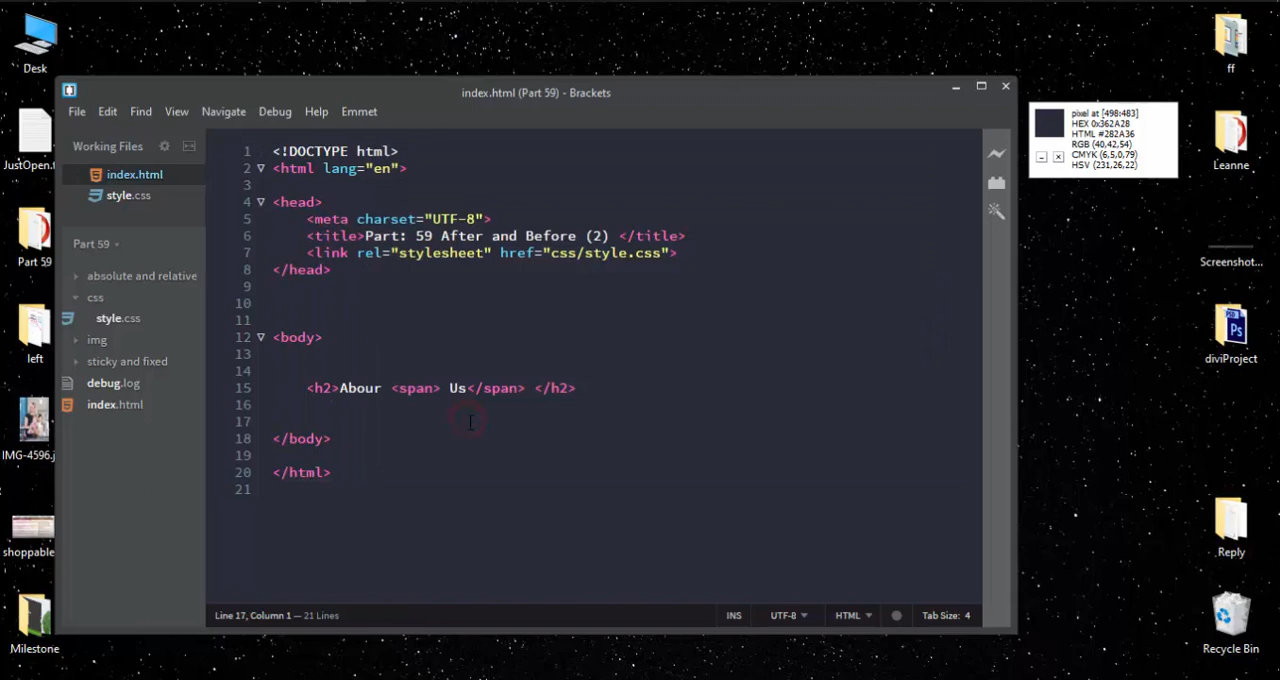 Desk
JustOpen.t
Part 59
left
IMG-4596.j
shoppable
Milestone
index.html (Part 59) - Brackets
File Edit Find View Navigate Debug Help Emmet
Working Files
index.html
style.css
Part 59
absolute and relative
css
style.css
img
sticky and fixed
debug.log
index.html
1 <!DOCTYPE html>
2 <html lang="en">
3
4 <head>
5 <meta charset="UTF-8">
6 <title>Part: 59 After and Before (2) </title>
7 <link rel="stylesheet" href="css/style.css">
8 </head>
9
10
11
12 <body>
13
14
15 <h2>Abour <span> Us</span> </h2>
16
17
18 </body>
19
20 </html>
21
Line 17, Column 1 — 21 Lines
INS UTF-8 HTML Tab Size: 4
pixel at [498:483]
HEX 0x362A28
HTML #282A36
RGB (40,42,54)
CMYK (6,5,0,79)
HSV (231,26,22)
ff
Leanne
Screenshot...
Ps
diviProject
Reply
Recycle Bin